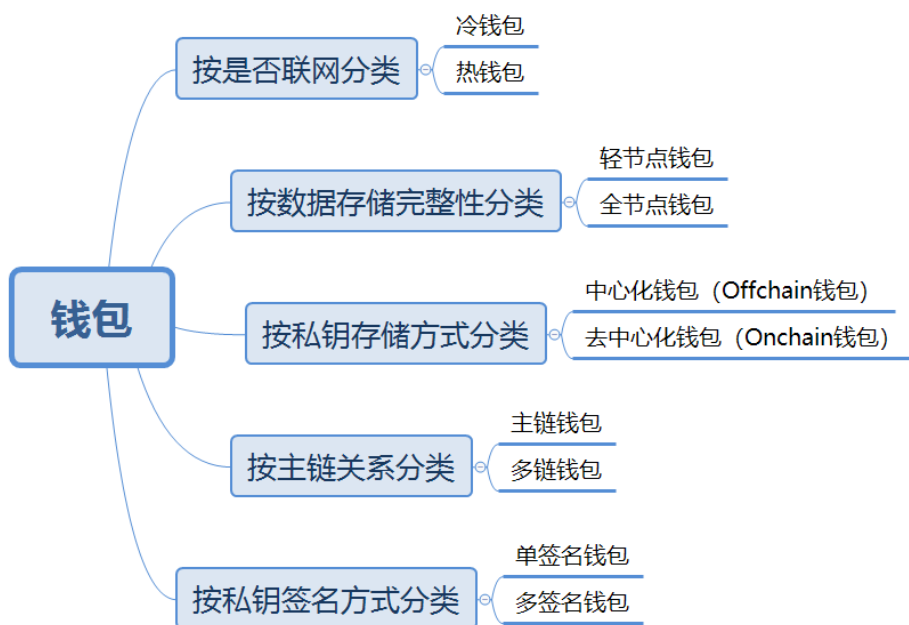 钱包
按是否联网分类
冷钱包
热钱包
按数据存储完整性分类
轻节点钱包
全节点钱包
按私钥存储方式分类
中心化钱包（Offchain钱包）
去中心化钱包（Onchain钱包）
按主链关系分类
主链钱包
多链钱包
按私钥签名方式分类
单签名钱包
多签名钱包